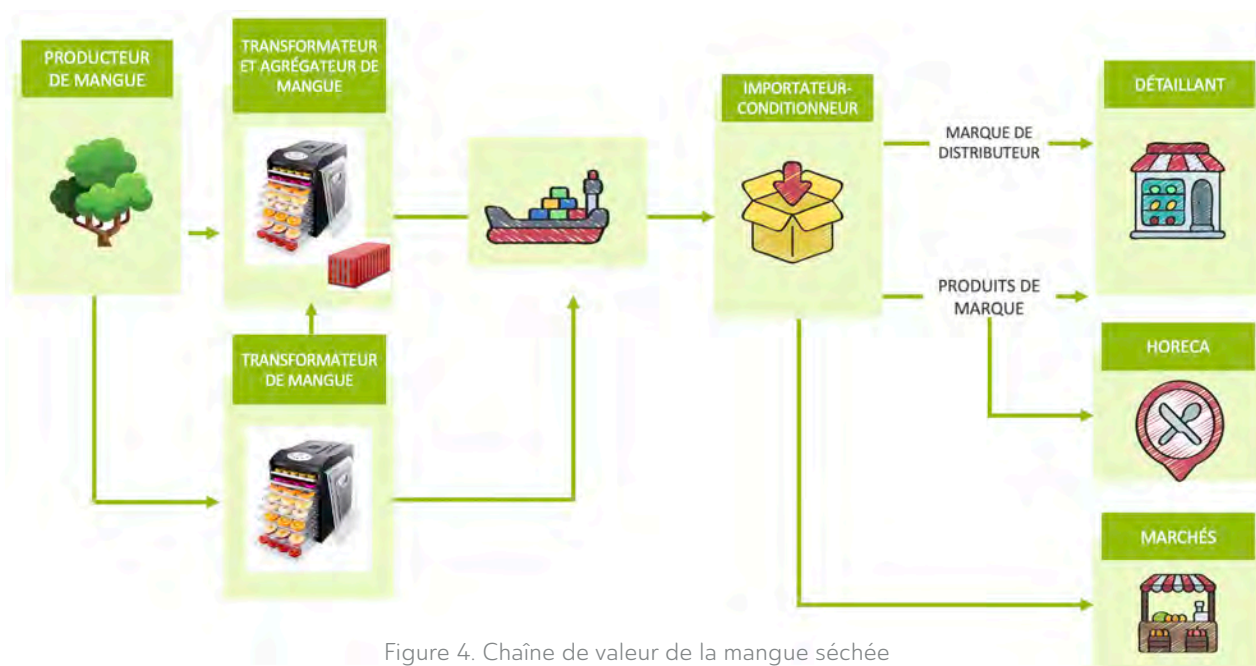 PRODUCTEUR
DE MANGUE
TRANSFORMATEUR
ET AGRÉGATEUR DE
MANGUE
TRANSFORMATEUR
DE MANGUE
IMPORTATEUR-
CONDITIONNEUR
MARQUE DE
DISTRIBUTEUR
PRODUITS DE
MARQUE
DÉTAILLANT
HORECA
MARCHÉS
Figure 4. Chaîne de valeur de la mangue séchée